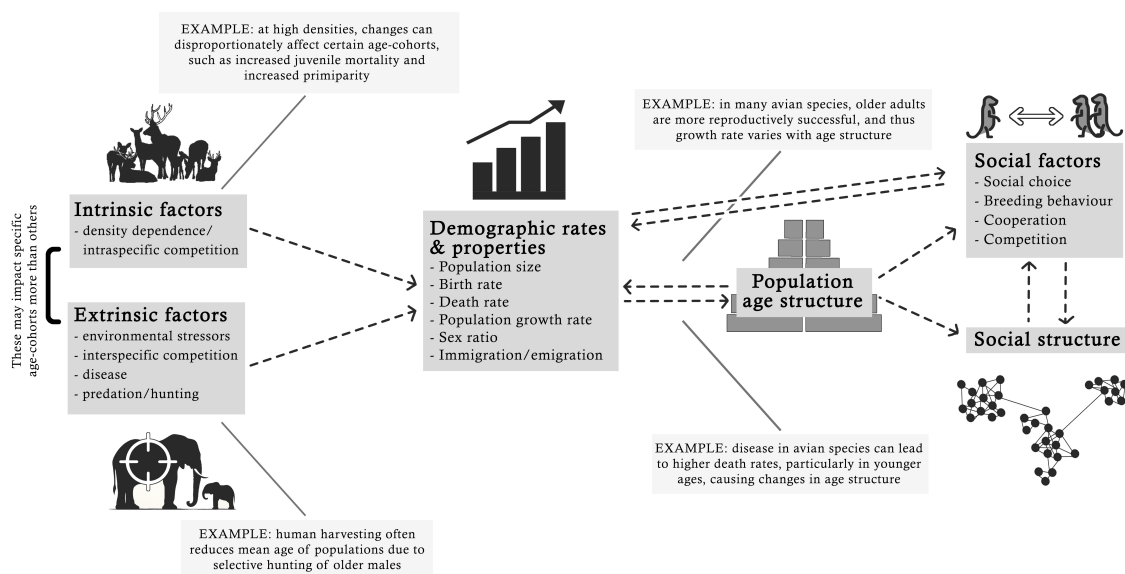 EXAMPLE: at high densities, changes can
disproportionately affect certain age-cohorts,
such as increased juvenile mortality and
increased primiparity
These may impact specific
age-cohorts more than others
Intrinsic factors
- density dependence/
intraspecific competition
Extrinsic factors
- environmental stressors
- interspecific competition
- disease
- predation/hunting
EXAMPLE: human harvesting often
reduces mean age of populations due to
selective hunting of older males
Demographic rates
& properties
- Population size
- Birth rate
- Death rate
- Population growth rate
- Sex ratio
- Immigration/emigration
EXAMPLE: in many avian species, older adults
are more reproductively successful, and thus
growth rate varies with age structure
Population
age structure
EXAMPLE: disease in avian species can lead
to higher death rates, particularly in younger
ages, causing changes in age structure
Social factors
- Social choice
- Breeding behaviour
- Cooperation
- Competition
Social structure